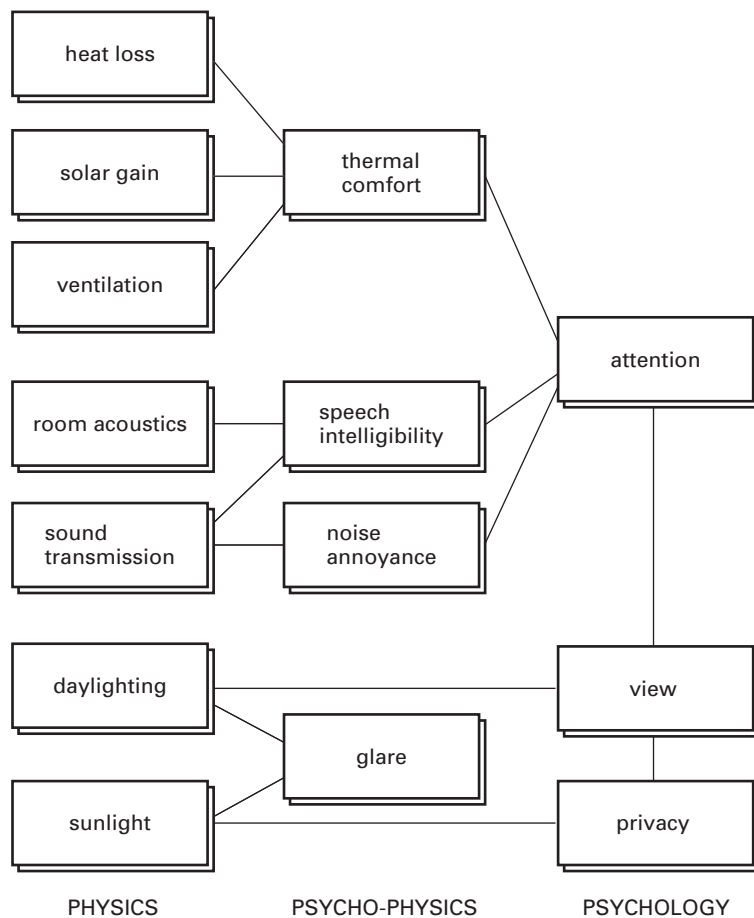 heat loss
solar gain
thermal
comfort
ventilation
attention
room acoustics
speech
intelligibility
sound
transmission
noise
annoyance
daylighting
view
glare
sunlight
privacy
PHYSICS
PSYCHO-PHYSICS
PSYCHOLOGY